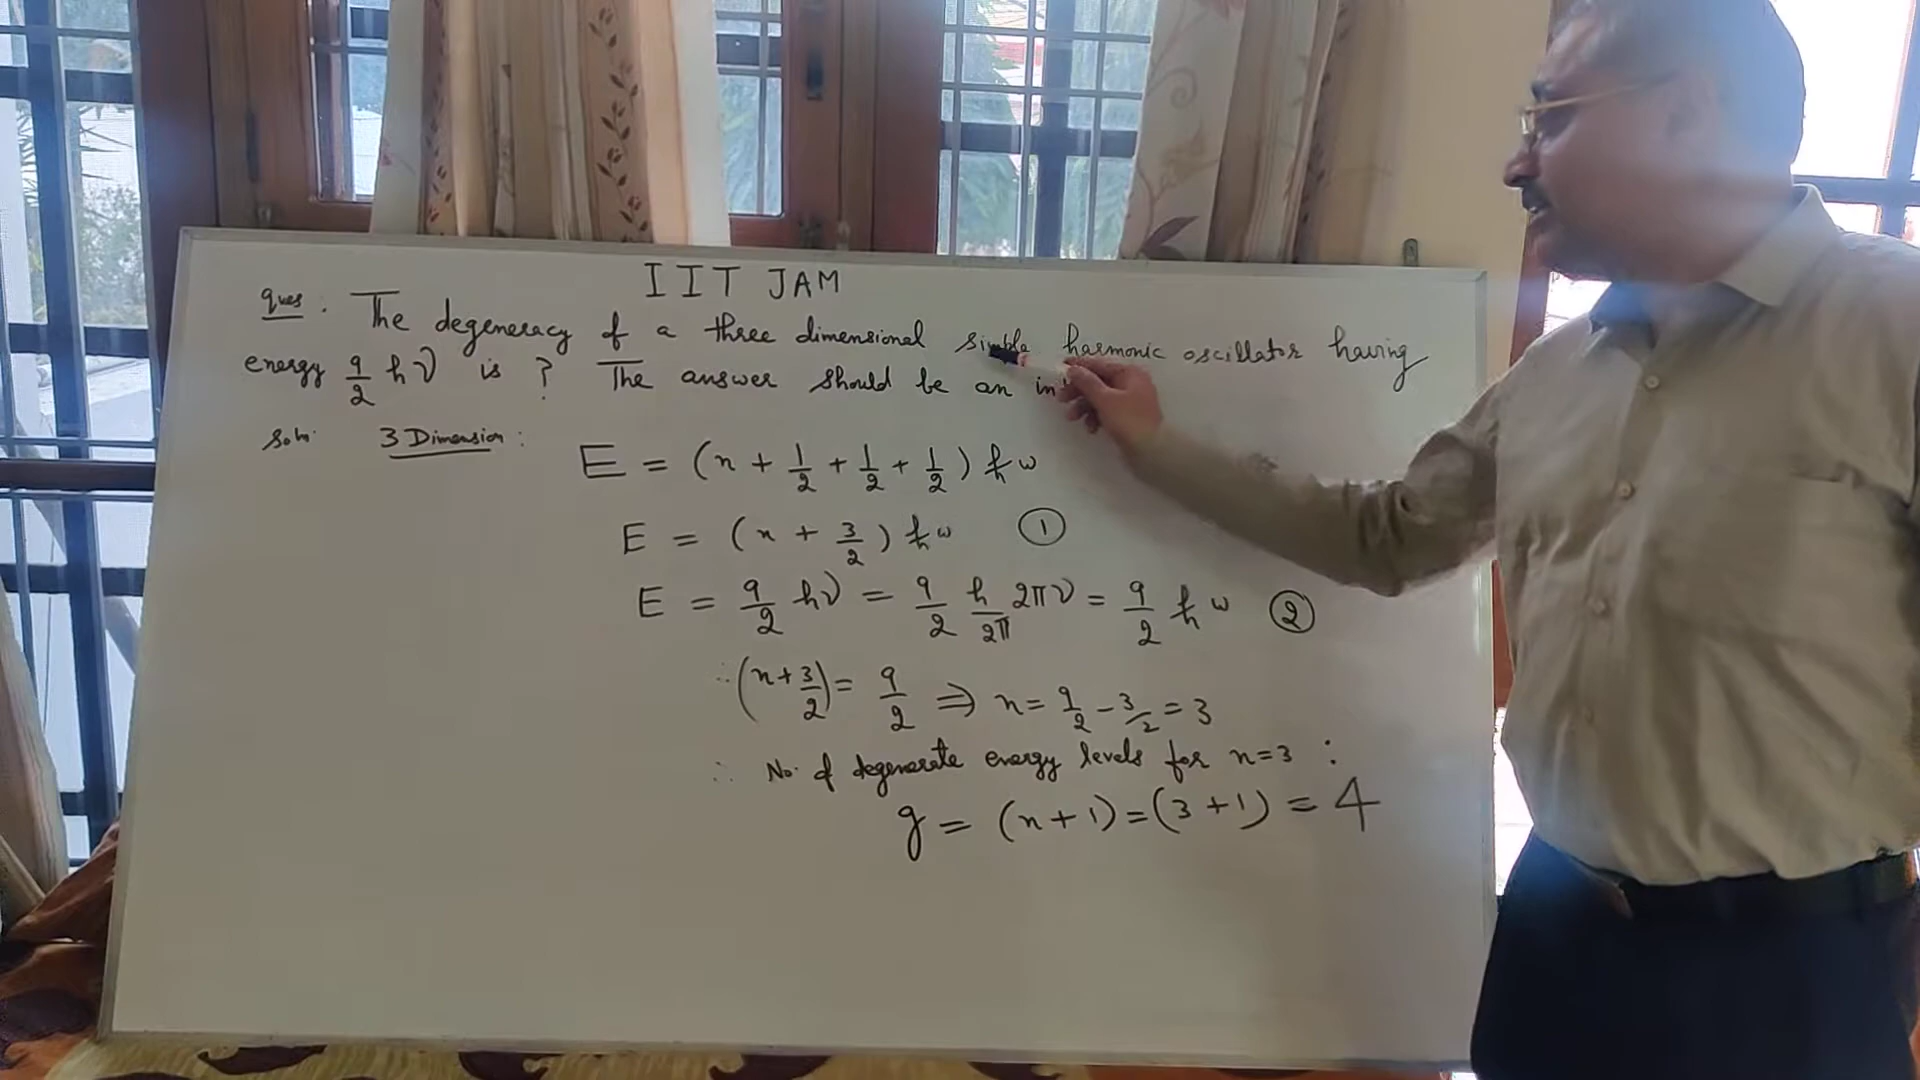 IIT JAM
Ques. The degeneracy of a three dimensional simple harmonic oscillator having
energy 9/2 hν is ? The answer should be an
Soln. 3 Dimension :
E = (n + 1/2 + 1/2 + 1/2) ħω
E = (n + 3/2) ħω ①
E = 9/2 hν = 9/2 h/2π 2πν = 9/2 ħω ②
∴ (n + 3/2) = 9/2 ⇒ n = 9/2 − 3/2 = 3
∴ No. of degenerate energy levels for n=3 :
g = (n+1) = (3+1) = 4